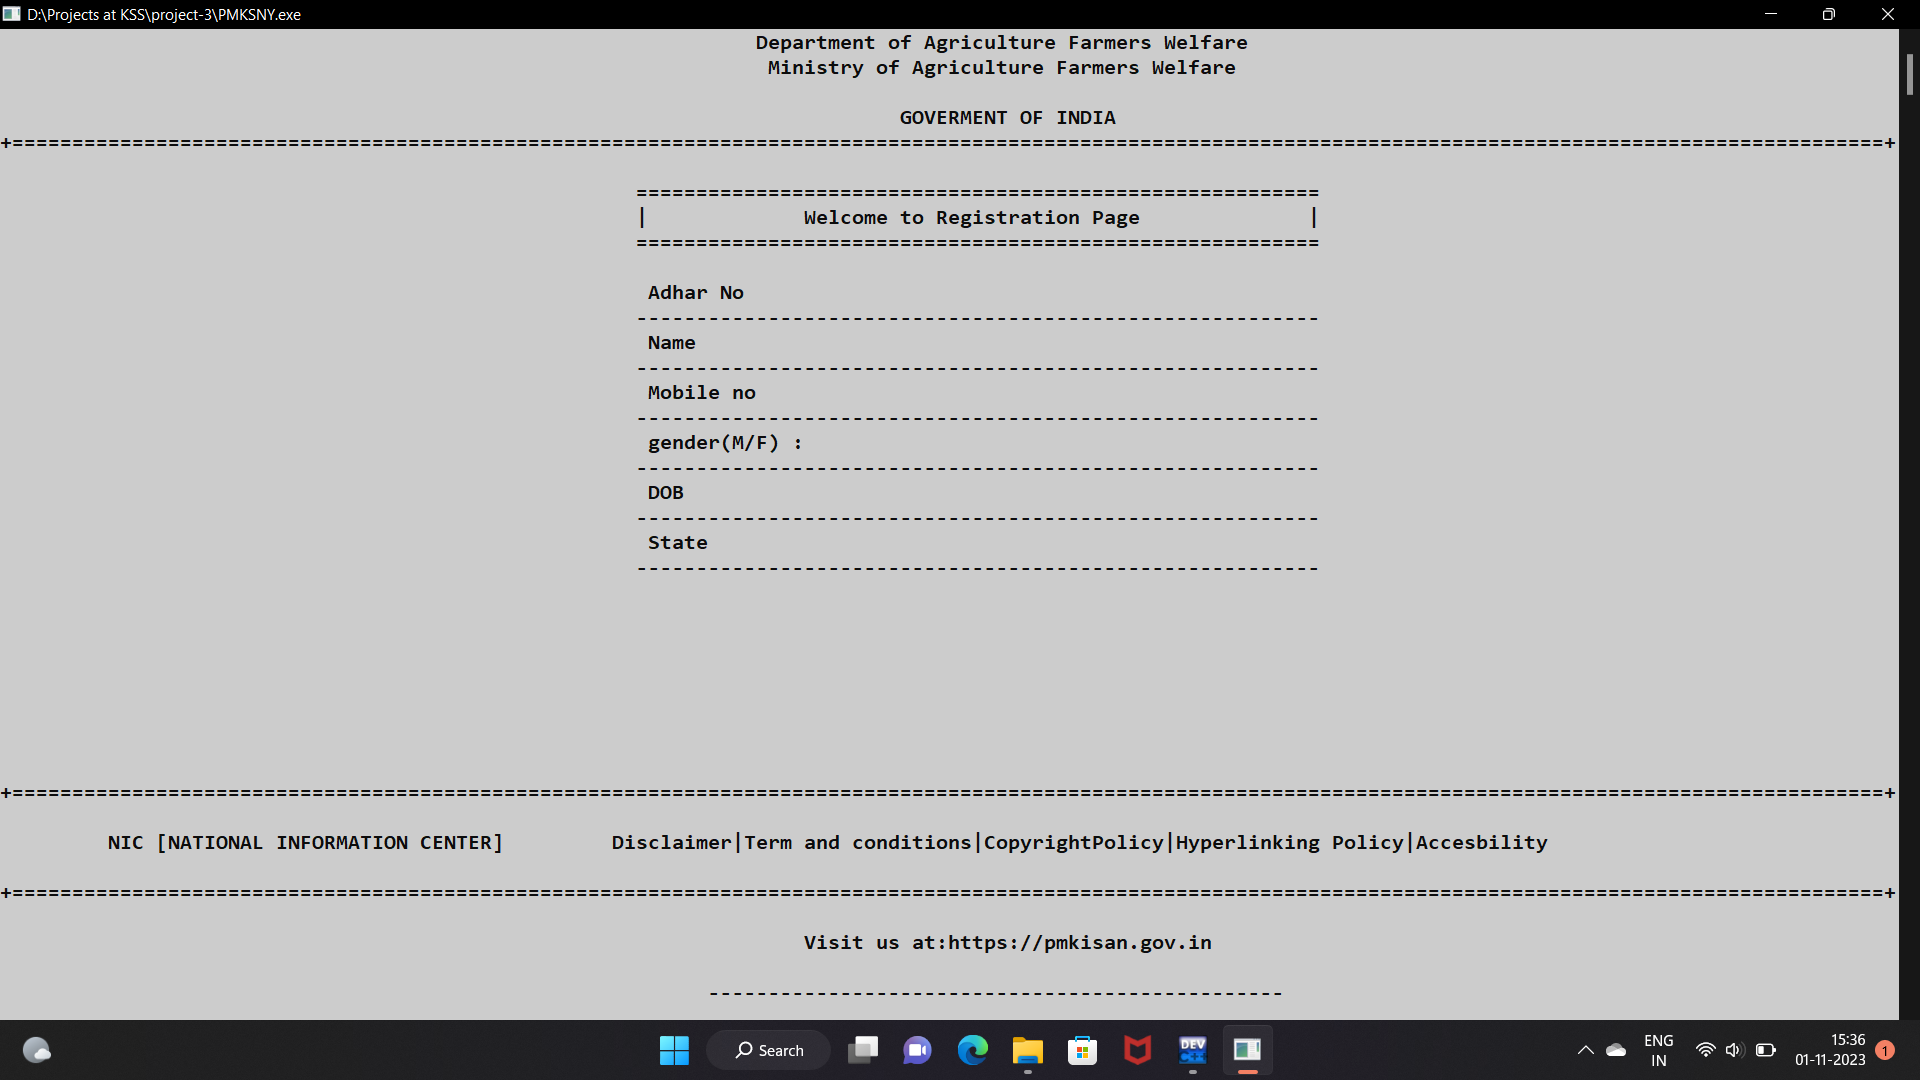 D:\Projects at KSS\project-3\PMKSNY.exe
Department of Agriculture Farmers Welfare
Ministry of Agriculture Farmers Welfare
GOVERMENT OF INDIA
+============================================================================================================================================================+
=========================================================
| Welcome to Registration Page |
=========================================================
Adhar No
---------------------------------------------------------
Name
---------------------------------------------------------
Mobile no
---------------------------------------------------------
gender(M/F) :
---------------------------------------------------------
DOB
---------------------------------------------------------
State
---------------------------------------------------------
+============================================================================================================================================================+
NIC [NATIONAL INFORMATION CENTER] Disclaimer|Term and conditions|CopyrightPolicy|Hyperlinking Policy|Accesbility
+============================================================================================================================================================+
Visit us at:https://pmkisan.gov.in
------------------------------------------------
Search
DEV
C++
ENG
IN
15:36
01-11-2023
1